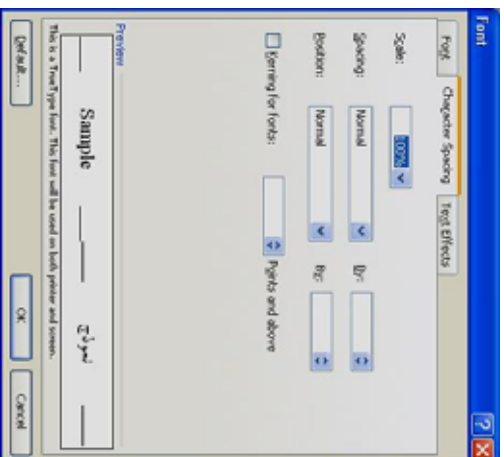 Font
Font Character Spacing Text Effects
Scale: 100%
Spacing: Normal By:
Position: Normal By:
Kerning for fonts: Points and above
Preview
Sample
This is a TrueType font. This font will be used on both printer and screen.
Default... OK Cancel